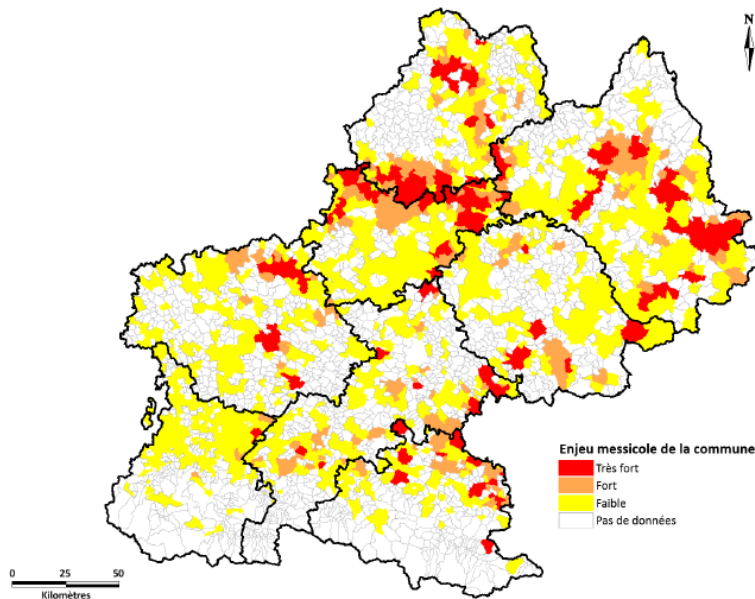 N
Enjeu messicole de la commune
Très fort
Fort
Faible
Pas de données
0 25 50
Kilomètres